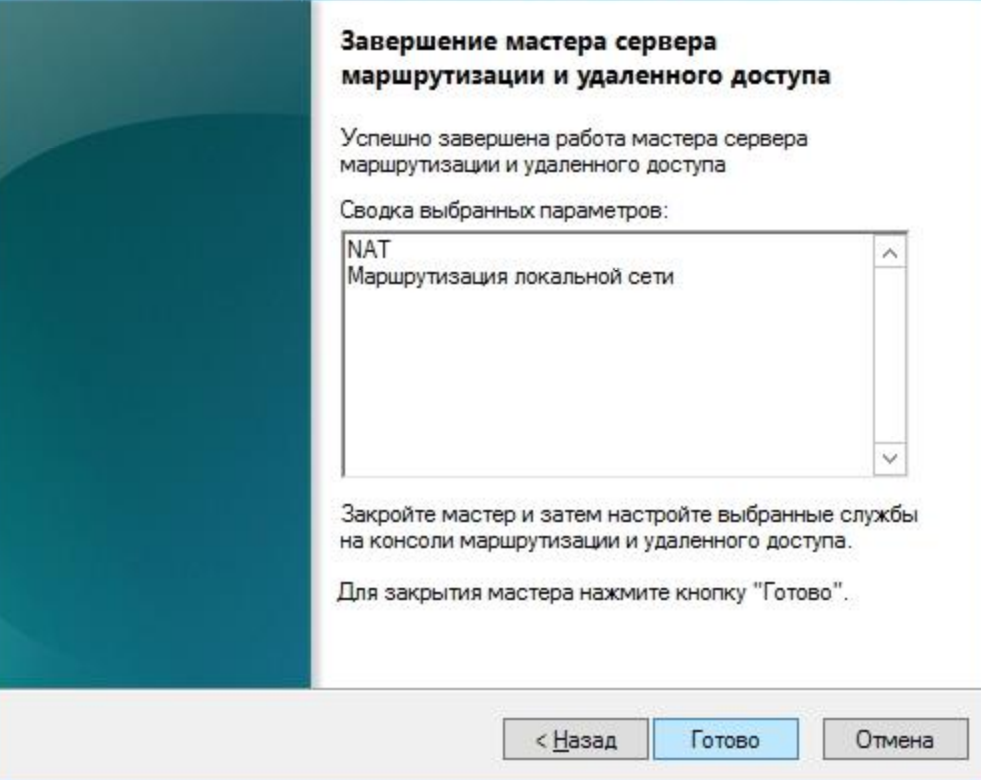 Завершение мастера сервера
маршрутизации и удаленного доступа
Успешно завершена работа мастера сервера
маршрутизации и удаленного доступа
Сводка выбранных параметров:
NAT
Маршрутизация локальной сети
Закройте мастер и затем настройте выбранные службы
на консоли маршрутизации и удаленного доступа.
Для закрытия мастера нажмите кнопку "Готово".
< Назад Готово Отмена